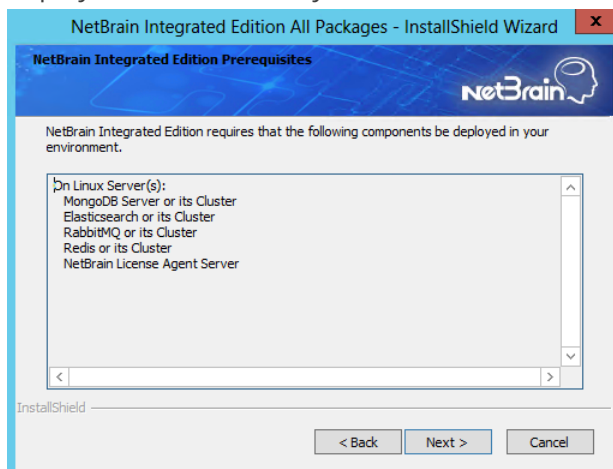 NetBrain Integrated Edition All Packages - InstallShield Wizard
x
NetBrain Integrated Edition Prerequisites
NetBrain
NetBrain Integrated Edition requires that the following components be deployed in your
environment.
On Linux Server(s):
MongoDB Server or its Cluster
Elasticsearch or its Cluster
RabbitMQ or its Cluster
Redis or its Cluster
NetBrain License Agent Server
InstallShield
< Back Next > Cancel